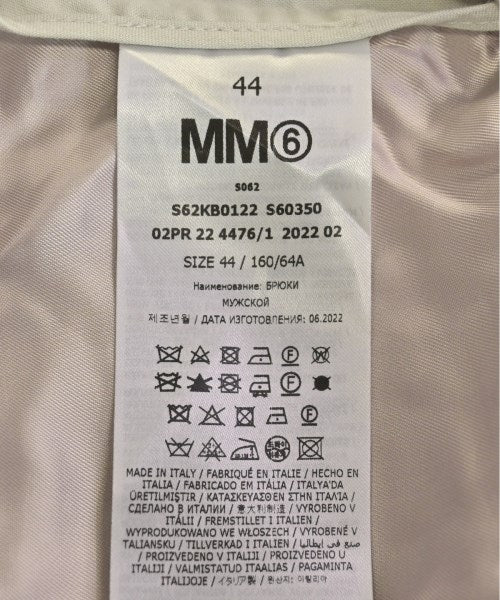 44
MM⑥
S062
S62KB0122 S60350
02PR 22 4476/1 2022 02
SIZE 44 / 160/64A
Наименование: БРЮКИ
МУЖСКОЙ
제조년월 / ДАТА ИЗГОТОВЛЕНИЯ: 06.2022
MADE IN ITALY / FABRIQUÉ EN ITALIE / HECHO EN
ITALIA / FABRICADO EM ITÁLIA / ITALYA'DA
ÜRETILMIŞTIR / ΚΑΤΑΣΚΕΥΑΣΘ ΕΝ ΣΤΗΝ ΙΤΑΛΙΑ/
СДЕЛАНО В ИТАЛИИ / 意大利制造 / VYROBENO V
ITÁLII / FREMSTILLET I ITALIEN /
WYPRODUKOWANO WE WŁOSZECH / VYROBENÉ V
TALIANSKU / TILLVERKAD I ITALIEN / صنع في إيطاليا
/ PROIZVEDENO V ITALIJI / PROIZVEDENO U
ITALIJI / VALMISTATUD ITAALIAS / PAGAMINTA
ITALIJOJE / イタリア製 / 원산지: 이탈리아